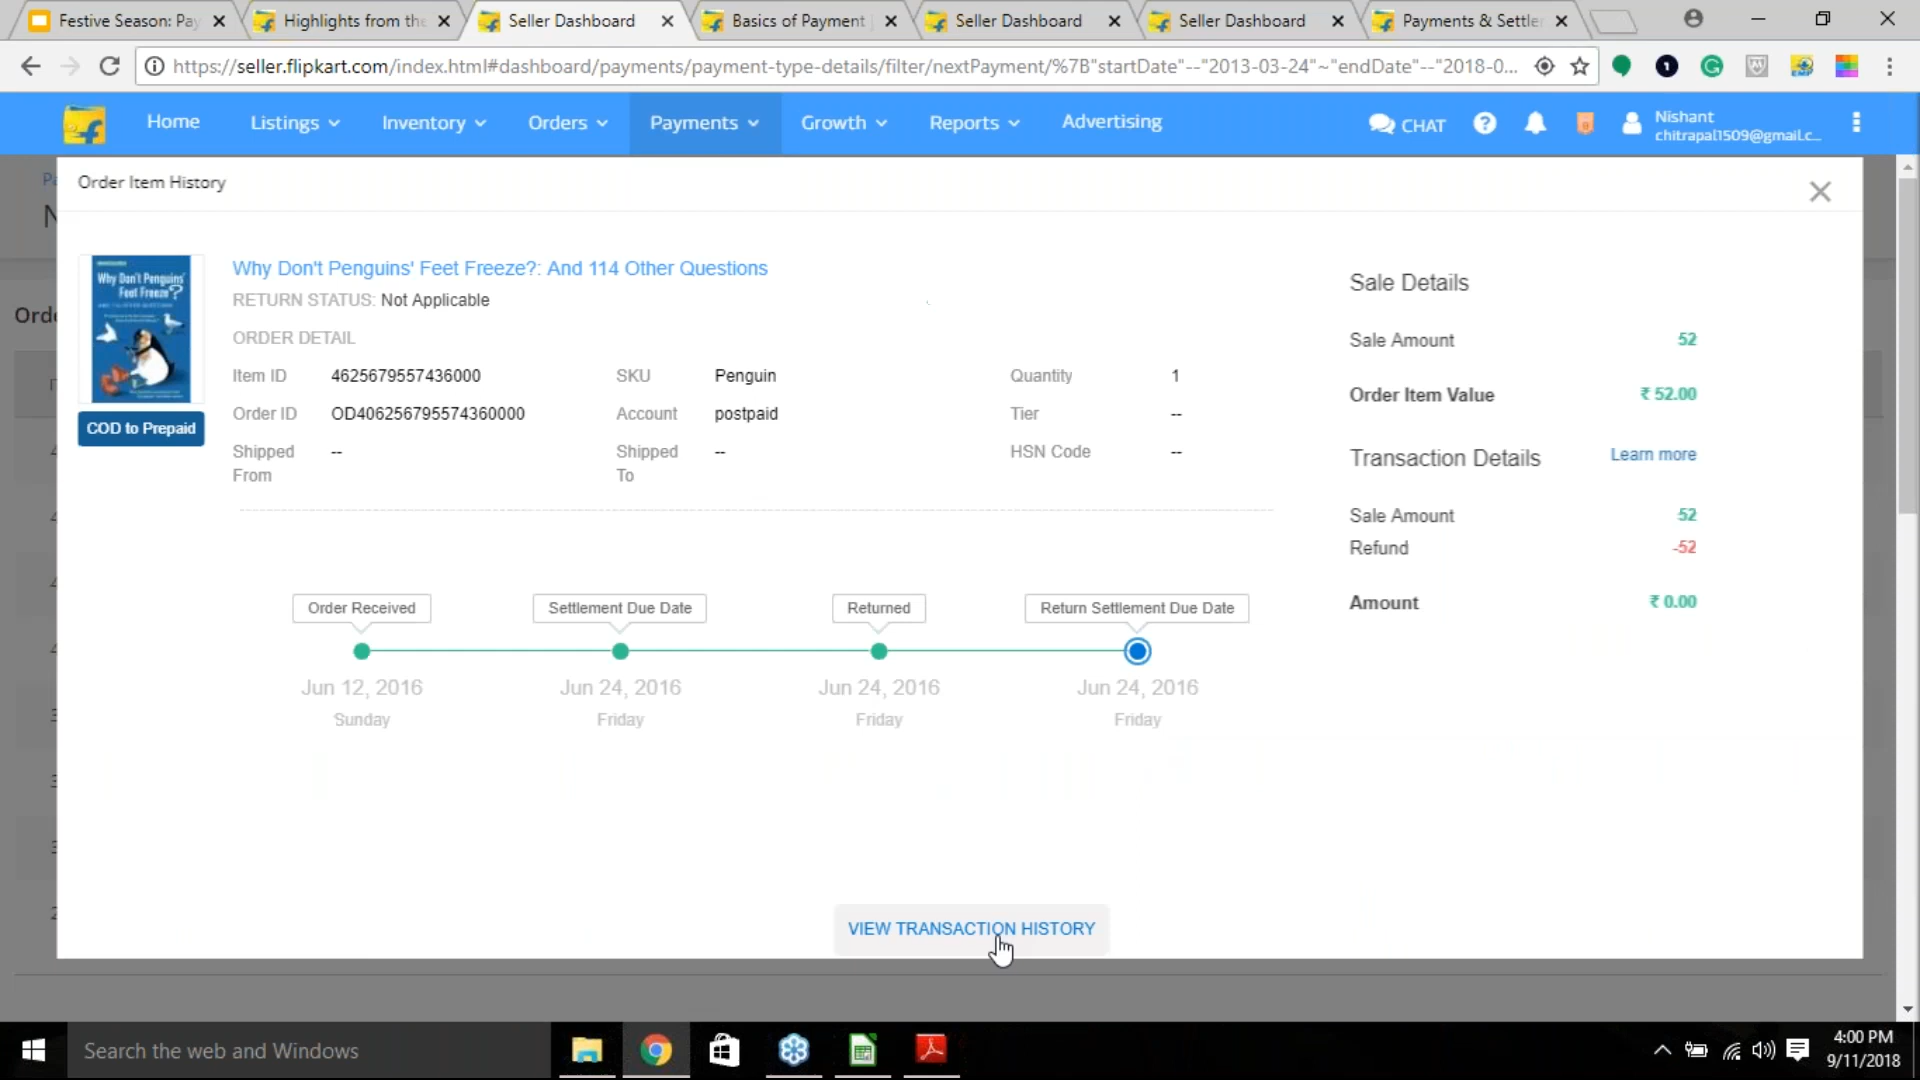 Festive Season: Pay
Highlights from the
Seller Dashboard
Basics of Payment
Seller Dashboard
Seller Dashboard
Payments & Settle
https://seller.flipkart.com/index.html#dashboard/payments/payment-type-details/filter/nextPayment/%7B"startDate"--"2013-03-24"~"endDate"--"2018-0...
Home
Listings
Inventory
Orders
Payments
Growth
Reports
Advertising
CHAT
Nishant
chitrapal1509@gmail.c...
Order Item History
Why Don't Penguins' Feet Freeze?
COD to Prepaid
Why Don't Penguins' Feet Freeze?: And 114 Other Questions
RETURN STATUS: Not Applicable
ORDER DETAIL
Item ID 4625679557436000 SKU Penguin Quantity 1
Order ID OD406256795574360000 Account postpaid Tier --
Shipped From -- Shipped To -- HSN Code --
Sale Details
Sale Amount 52
Order Item Value ₹ 52.00
Transaction Details Learn more
Sale Amount 52
Refund -52
Amount ₹ 0.00
Order Received
Settlement Due Date
Returned
Return Settlement Due Date
Jun 12, 2016
Jun 24, 2016
Jun 24, 2016
Jun 24, 2016
Sunday
Friday
Friday
Friday
VIEW TRANSACTION HISTORY
Search the web and Windows
4:00 PM
9/11/2018